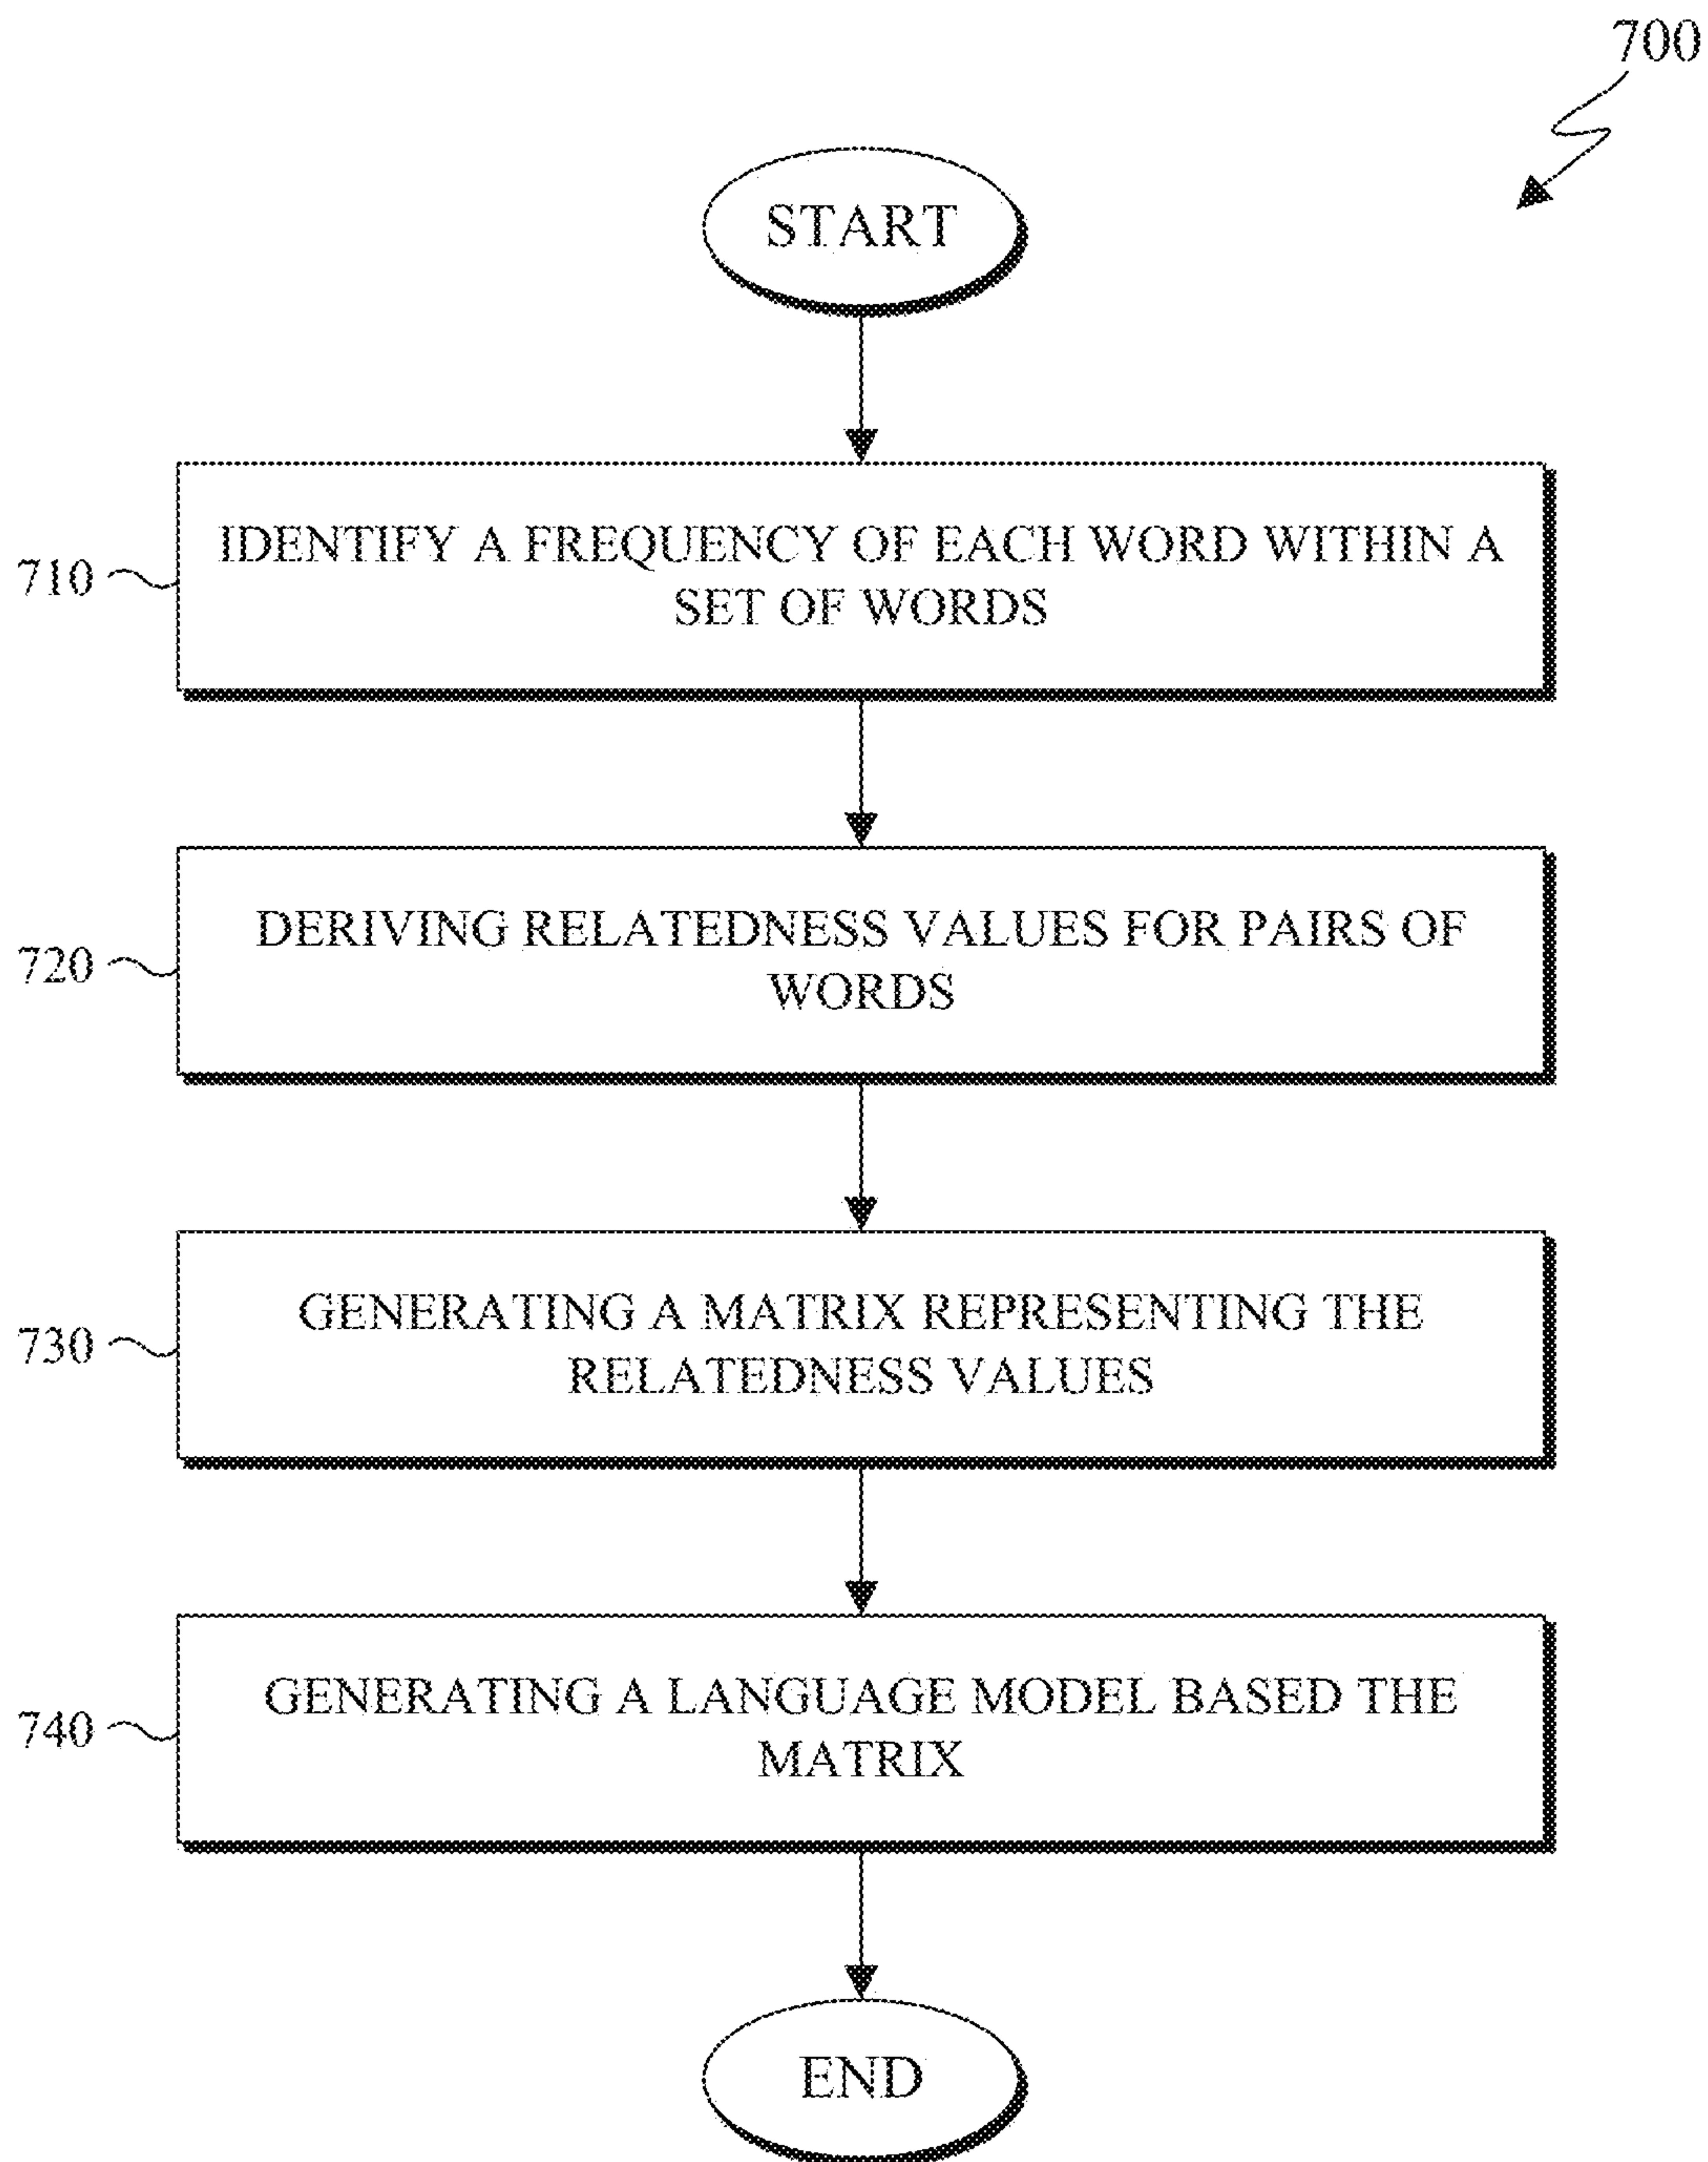 700
START
710
IDENTIFY A FREQUENCY OF EACH WORD WITHIN A
SET OF WORDS
720
DERIVING RELATEDNESS VALUES FOR PAIRS OF
WORDS
730
GENERATING A MATRIX REPRESENTING THE
RELATEDNESS VALUES
740
GENERATING A LANGUAGE MODEL BASED THE
MATRIX
END